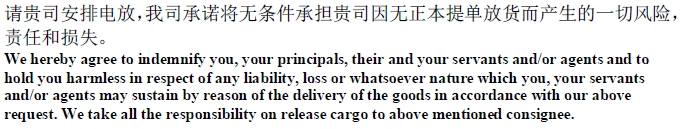 请贵司安排电放，我司承诺将无条件承担贵司因无正本提单放货而产生的一切风险，
责任和损失。
We hereby agree to indemnify you, your principals, their and your servants and/or agents and to
hold you harmless in respect of any liability, loss or whatsoever nature which you, your servants
and/or agents may sustain by reason of the delivery of the goods in accordance with our above
request. We take all the responsibility on release cargo to above mentioned consignee.